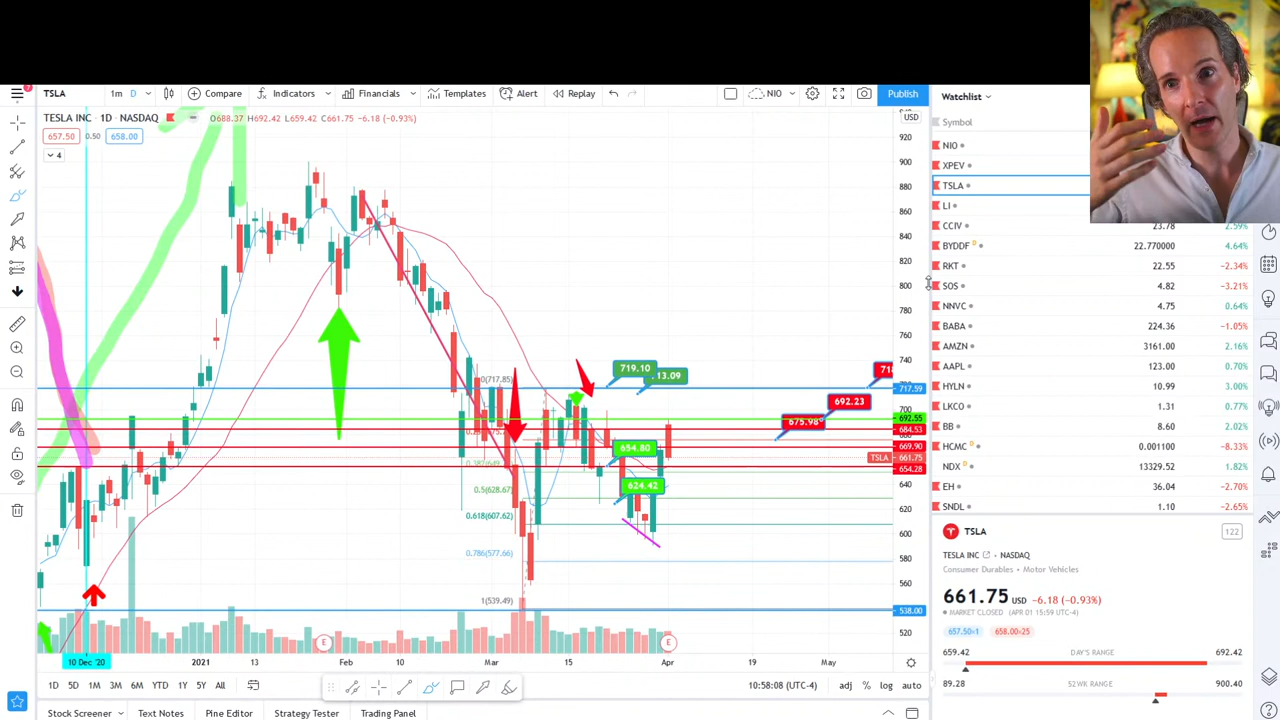 TSLA 1m D Compare Indicators Financials Templates Alert Replay NIO Publish
TESLA INC · 1D · NASDAQ O688.37 H692.42 L659.42 C661.75 −6.18 (−0.93%)
657.50 0.50 658.00
4
USD
920
900
880
860
840
820
800
780
760
740
717.59
700
692.55
684.53
669.90
TSLA 661.75
654.28
640
620
600
580
560
538.00
520
719.10
13.09
654.80
624.42
675.98
692.23
71
0(717.85)
0.5(628.67)
0.618(607.62)
0.786(577.66)
1(539.49)
E
E
10 Dec '20 2021 13 Feb 10 Mar 15 Apr 19 May
1D 5D 1M 3M 6M YTD 1Y 5Y All
10:58:08 (UTC-4) adj % log auto
Stock Screener Text Notes Pine Editor Strategy Tester Trading Panel
Watchlist
Symbol
NIO
XPEV
TSLA
LI
CCIV 23.78 2.59%
BYDDF D 22.770000 4.64%
RKT 22.55 −2.34%
SOS 4.82 −3.21%
NNVC 4.75 0.64%
BABA 224.36 −1.05%
AMZN 3161.00 2.16%
AAPL 123.00 0.70%
HYLN 10.99 3.00%
LKCO 1.31 0.77%
BB 8.60 2.02%
HCMC D 0.001100 −8.33%
NDX D 13329.52 1.82%
EH 36.04 −2.70%
SNDL 1.10 −2.65%
TSLA 122
TESLA INC · NASDAQ
Consumer Durables • Motor Vehicles
661.75 USD −6.18 (−0.93%)
MARKET CLOSED (APR 01 15:59 UTC-4)
657.50×1 658.00×25
659.42 DAY'S RANGE 692.42
89.28 52WK RANGE 900.40